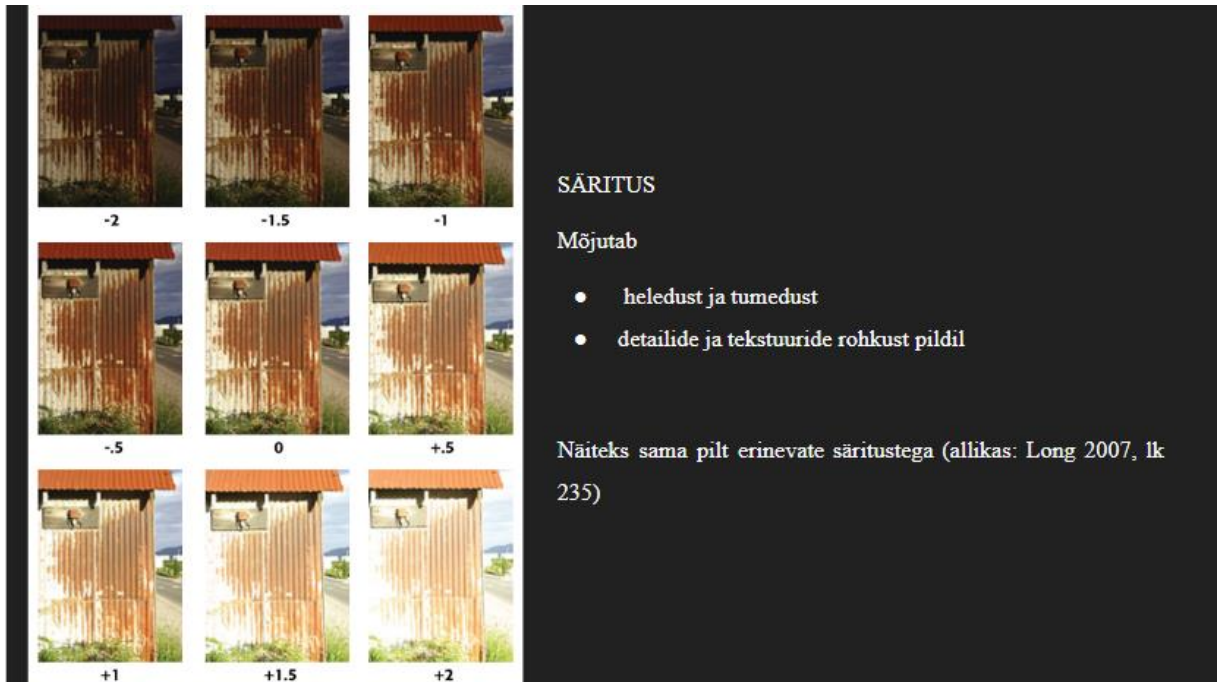 -2
-1.5
-1
-.5
0
+.5
+1
+1.5
+2
SÄRITUS
Mõjutab
● heledust ja tumedust
● detailide ja tekstuuride rohkust pildil
Näiteks sama pilt erinevate säritustega (allikas: Long 2007, lk
235)